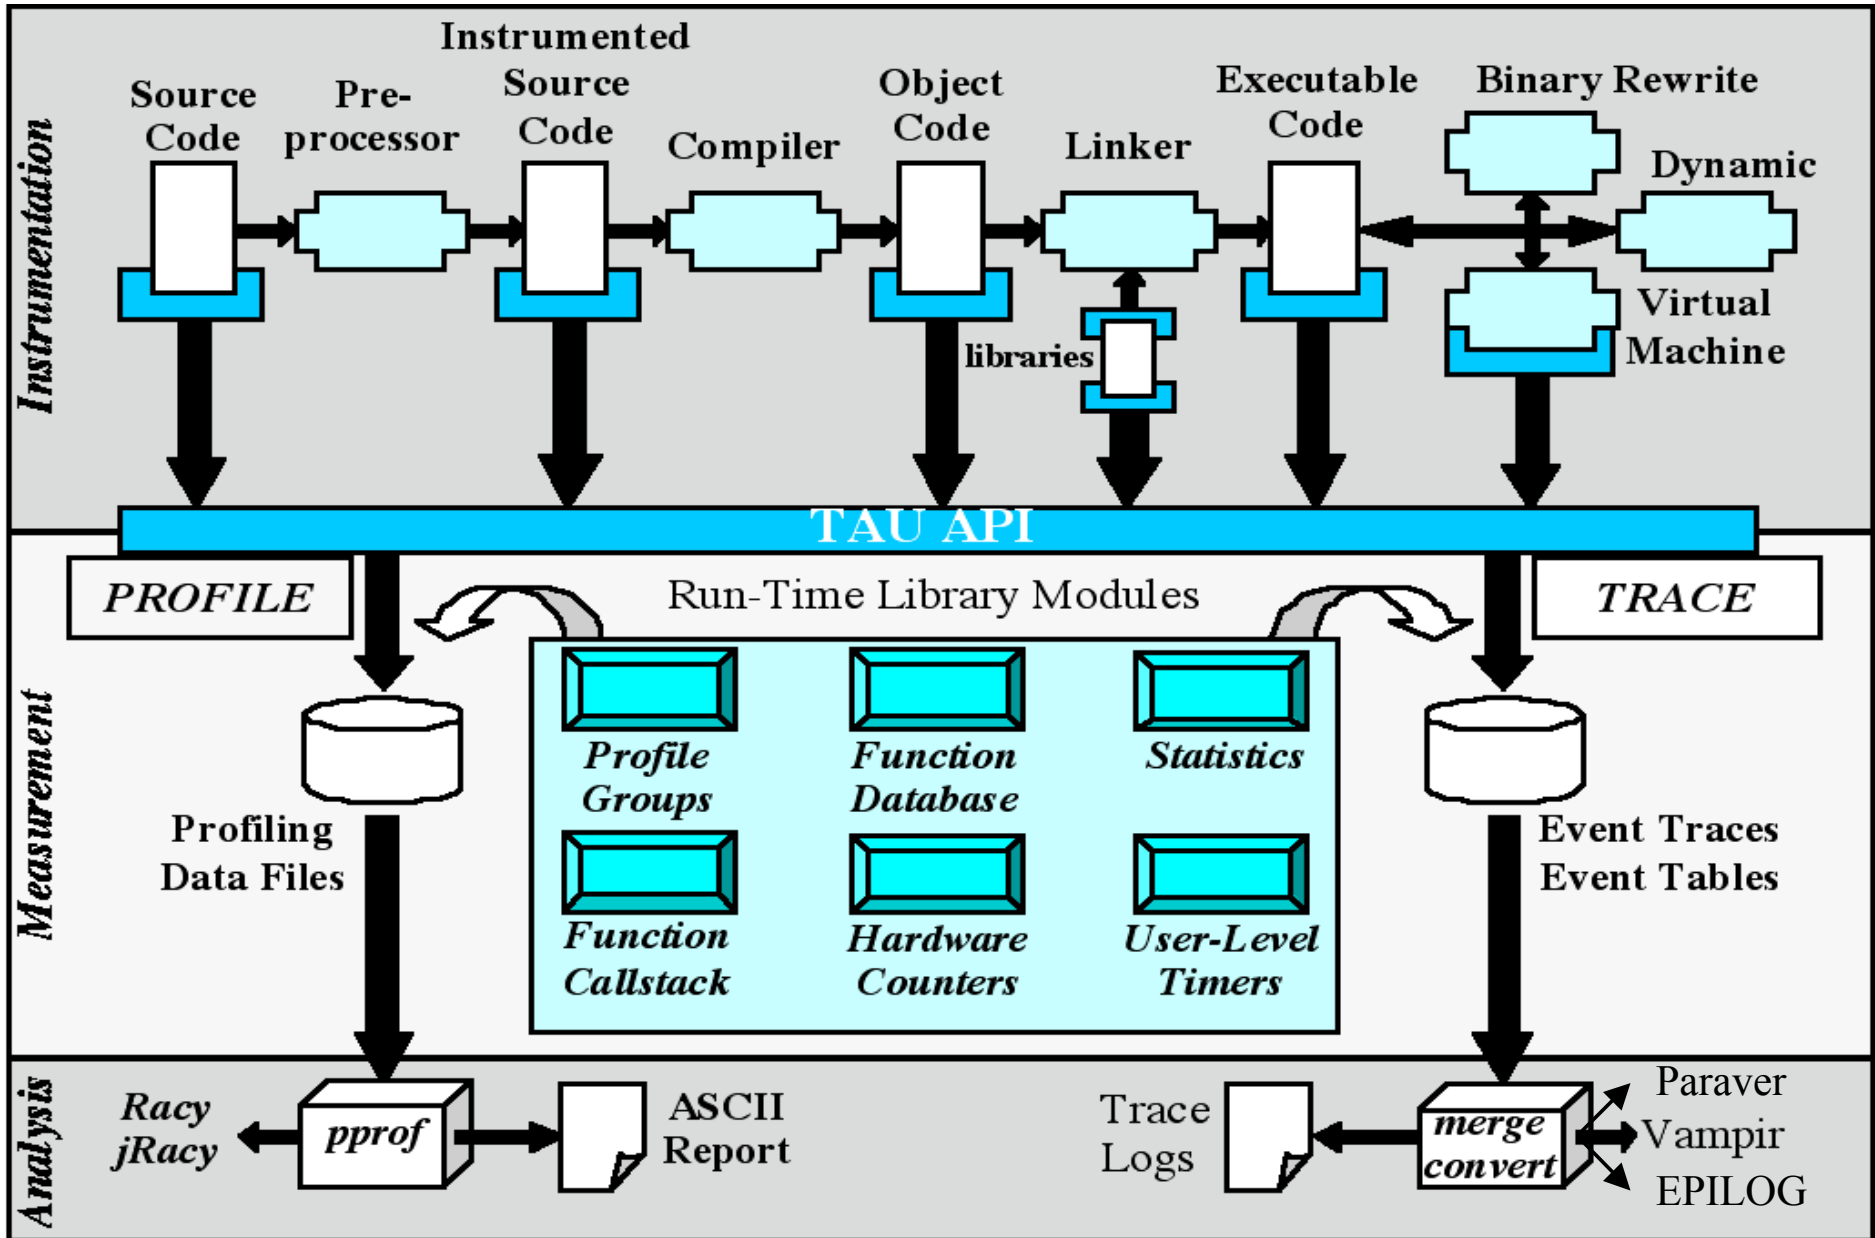 Instrumentation
Source
Code
Pre-
processor
Instrumented
Source
Code
Compiler
Object
Code
Linker
Executable
Code
Binary Rewrite
Dynamic
Virtual
Machine
libraries
TAU API
Measurement
PROFILE
Run-Time Library Modules
TRACE
Profile
Groups
Function
Database
Statistics
Function
Callstack
Hardware
Counters
User-Level
Timers
Profiling
Data Files
Event Traces
Event Tables
Analysis
Racy
jRacy
pprof
ASCII
Report
Trace
Logs
merge
convert
Paraver
Vampir
EPILOG